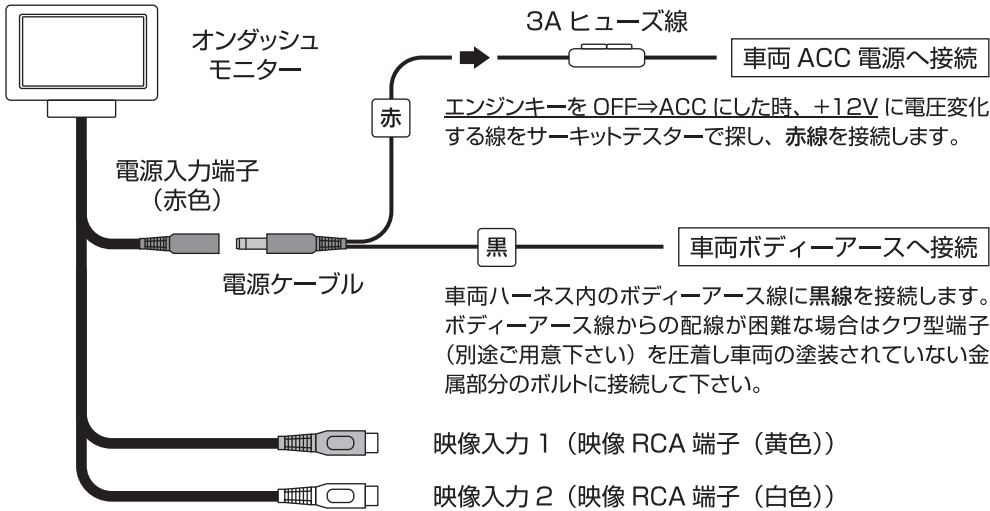 オンダッシュ
モニター
3A ヒューズ線
車両 ACC 電源へ接続
赤
エンジンキーを OFF⇒ACC にした時、+12V に電圧変化
する線をサーキットテスターで探し、赤線を接続します。
電源入力端子
（赤色）
電源ケーブル
黒
車両ボディーアースへ接続
車両ハーネス内のボディーアース線に黒線を接続します。
ボディーアース線からの配線が困難な場合はクワ型端子
（別途ご用意下さい）を圧着し車両の塗装されていない金
属部分のボルトに接続して下さい。
映像入力 1（映像 RCA 端子（黄色））
映像入力 2（映像 RCA 端子（白色））